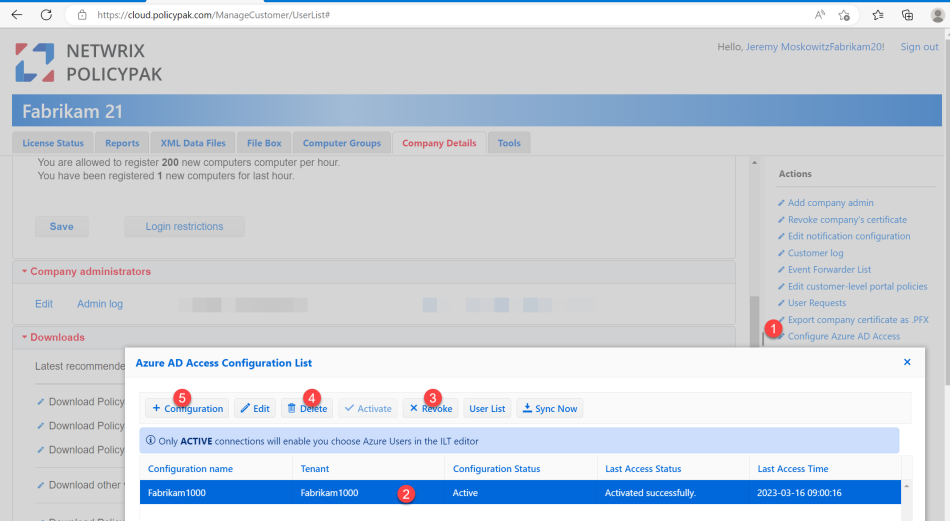 https://cloud.policypak.com/ManageCustomer/UserList#
NETWRIX
POLICYPAK
Hello, Jeremy MoskowitzFabrikam20! Sign out
Fabrikam 21
License Status Reports XML Data Files File Box Computer Groups Company Details Tools
You are allowed to register 200 new computers computer per hour.
You have been registered 1 new computers for last hour.
Save Login restrictions
Company administrators
Edit Admin log
Downloads
Latest recommende
Download Policy
Download Policy
Download Policy
Download other
Download Policy
Actions
Add company admin
Revoke company's certificate
Edit notification configuration
Customer log
Event Forwarder List
Edit customer-level portal policies
User Requests
Export company certificate as .PFX
1
Configure Azure AD Access
Azure AD Access Configuration List
5 4 3
+ Configuration Edit Delete Activate Revoke User List Sync Now
Only ACTIVE connections will enable you choose Azure Users in the ILT editor
Configuration name Tenant Configuration Status Last Access Status Last Access Time
Fabrikam1000 Fabrikam1000 2 Active Activated successfully. 2023-03-16 09:00:16